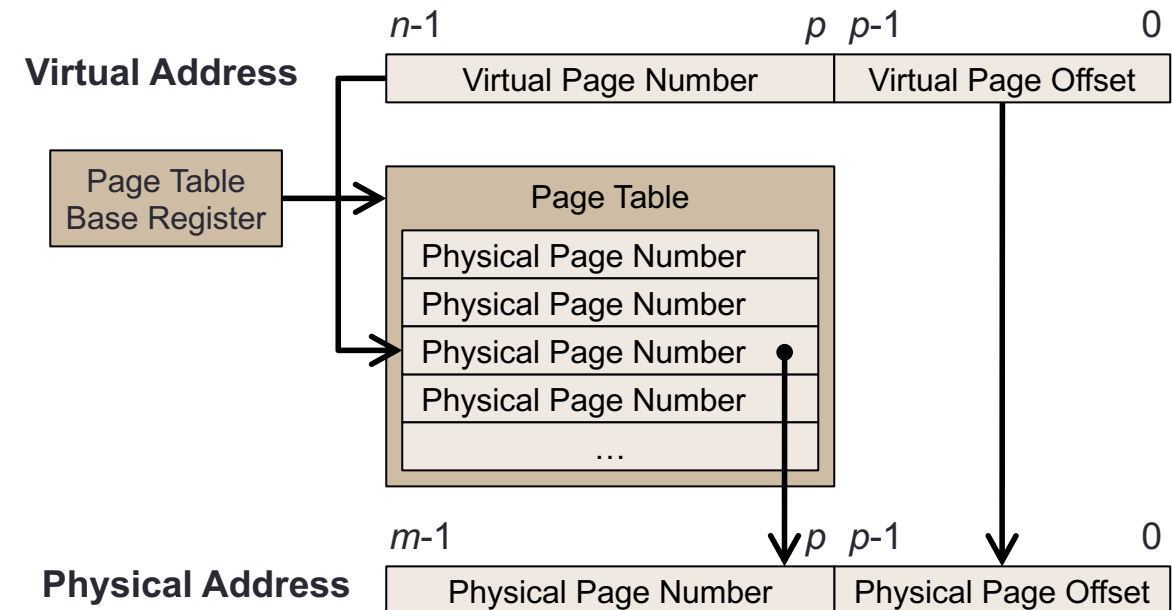 n-1 p p-1 0
Virtual Address
Virtual Page Number Virtual Page Offset
Page Table
Base Register
Page Table
Physical Page Number
Physical Page Number
Physical Page Number
Physical Page Number
…
m-1 p p-1 0
Physical Address
Physical Page Number Physical Page Offset